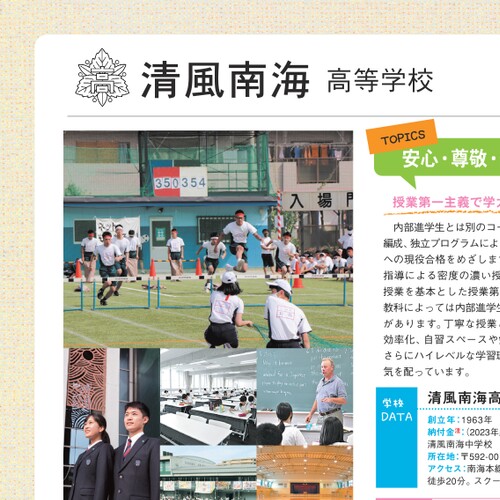 清風南海 高等学校
TOPICS
安心・尊敬・
授業第一主義で学
350 354
入場門
内部進学生とは別のコー
編成、独立プログラムによ
への現役合格をめざしま
指導による密度の濃い授
授業を基本とした授業第
教科によっては内部進学生
があります。丁寧な授業
効率化、自習スペースや
さらにハイレベルな学習環
気を配っています。
学校
DATA
清風南海高
創立年：1963年
納付金注：（2023年
清風南海中学校
所在地：〒592-00
アクセス：南海本線
徒歩20分。スクー